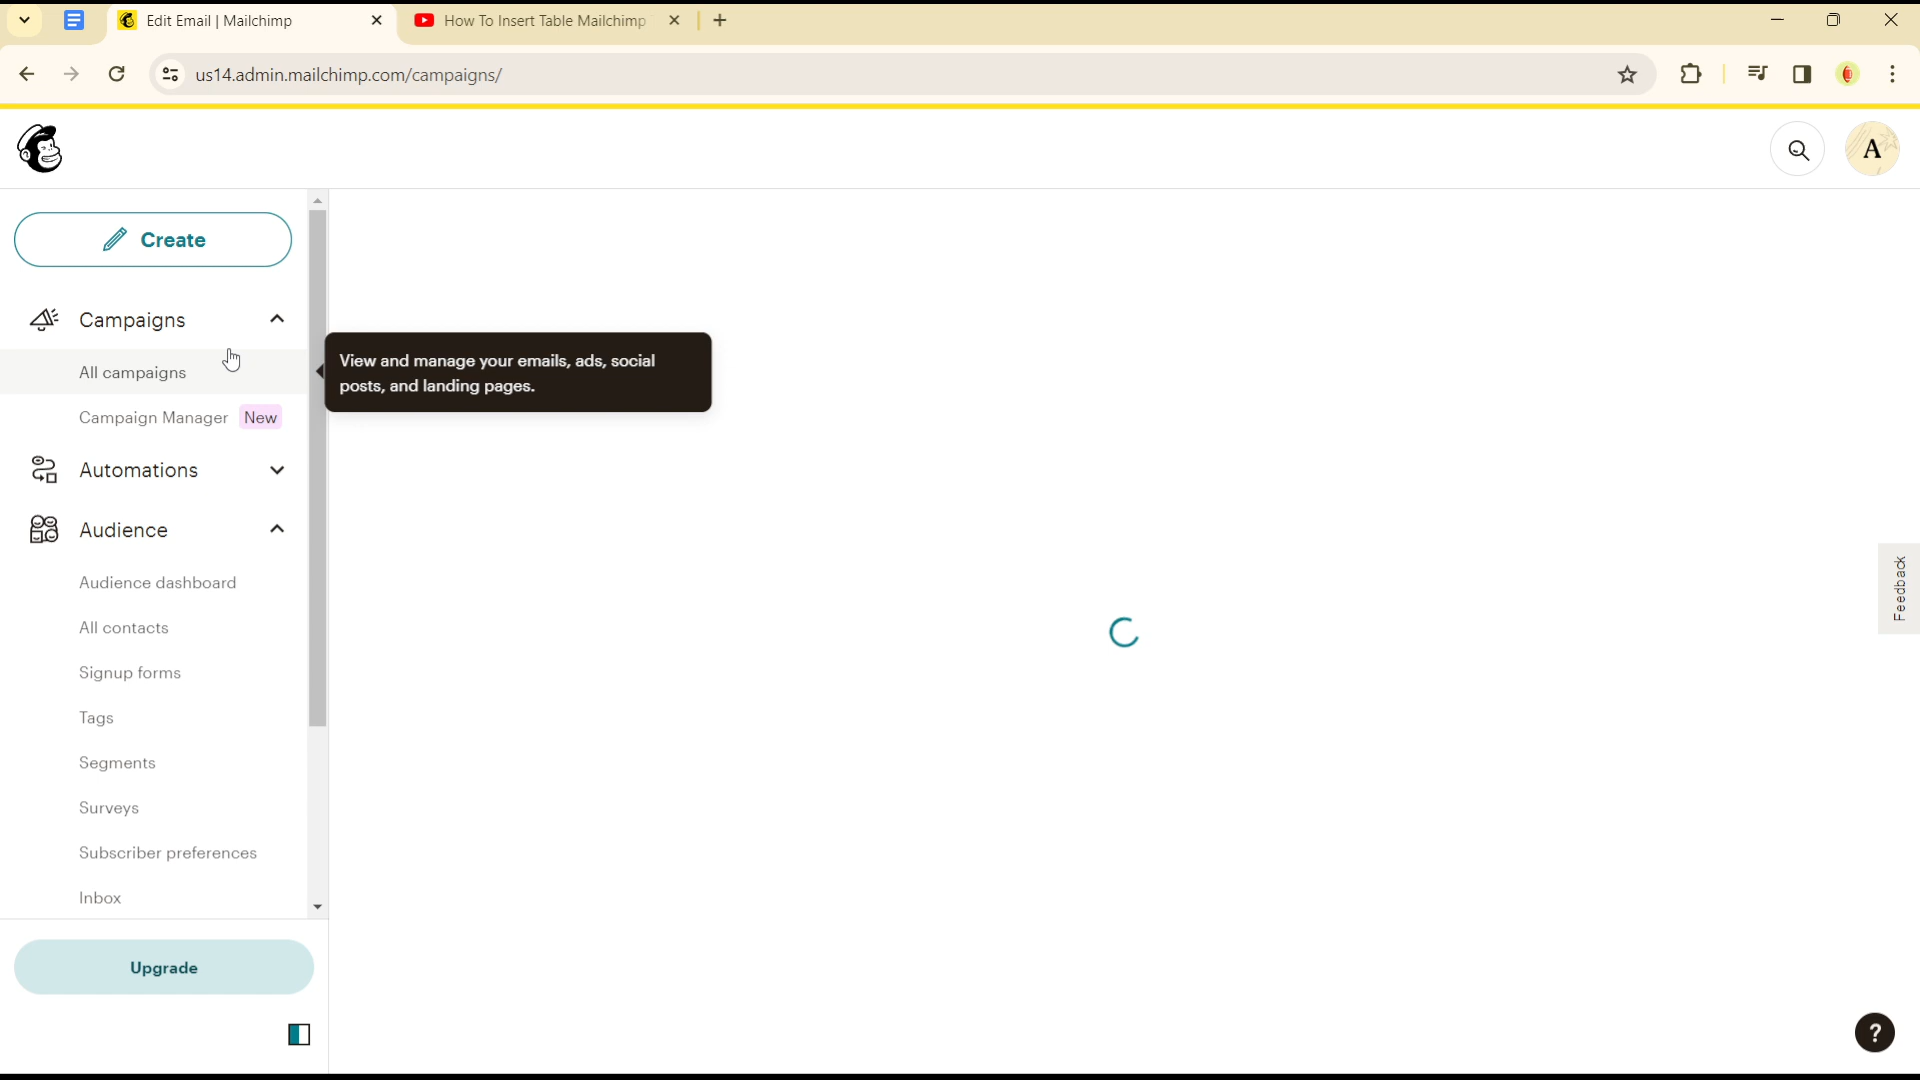 Edit Email | Mailchimp
How To Insert Table Mailchimp
us14.admin.mailchimp.com/campaigns/
A
Create
Campaigns
View and manage your emails, ads, social
posts, and landing pages.
All campaigns
Campaign Manager New
Automations
Audience
Audience dashboard
All contacts
Signup forms
Tags
Segments
Surveys
Subscriber preferences
Inbox
Upgrade
Feedback
?